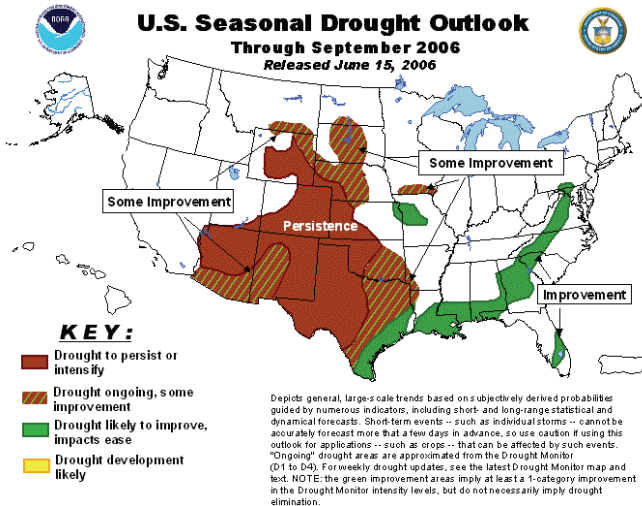 NOAA
U.S. Seasonal Drought Outlook
Through September 2006
Released June 15, 2006
Some Improvement
Some Improvement
Persistence
Improvement
KEY:
Drought to persist or
intensify
Drought ongoing, some
improvement
Drought likely to improve,
impacts ease
Drought development
likely
Depicts general, large-scale trends based on subjectively derived probabilities
guided by numerous indicators, including short- and long-range statistical and
dynamical forecasts. Short-term events -- such as individual storms -- cannot be
accurately forecast more that a few days in advance, so use caution if using this
outlook for applications -- such as crops -- that can be affected by such events.
"Ongoing" drought areas are approximated from the Drought Monitor
(D1 to D4). For weekly drought updates, see the latest Drought Monitor map and
text. NOTE: the green improvement areas imply at least a 1-category improvement
in the Drought Monitor intensity levels, but do not necessarily imply drought
elimination.